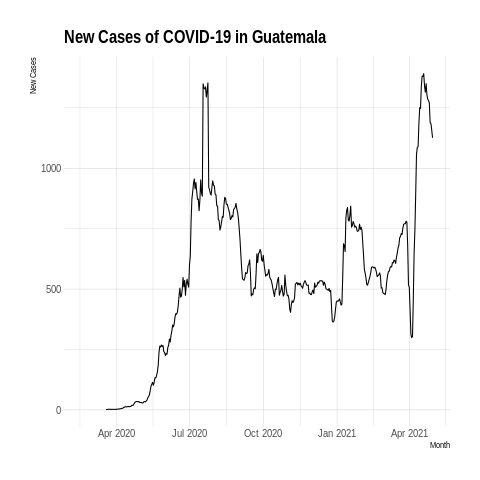 New Cases of COVID-19 in Guatemala
New Cases
1000
500
0
Apr 2020 Jul 2020 Oct 2020 Jan 2021 Apr 2021
Month